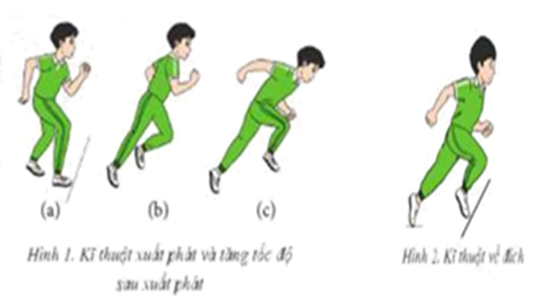 (a) (b) (c)
Hình 1. Kĩ thuật xuất phát và tăng tốc độ
sau xuất phát
Hình 2. Kĩ thuật về đích